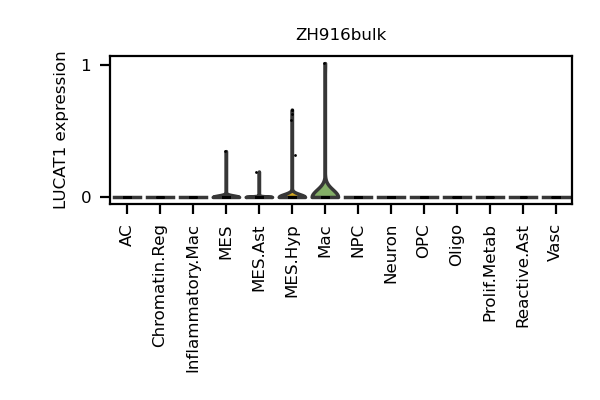 ZH916bulk
LUCAT1 expression
1
0
AC
Chromatin.Reg
Inflammatory.Mac
MES
MES.Ast
MES.Hyp
Mac
NPC
Neuron
OPC
Oligo
Prolif.Metab
Reactive.Ast
Vasc